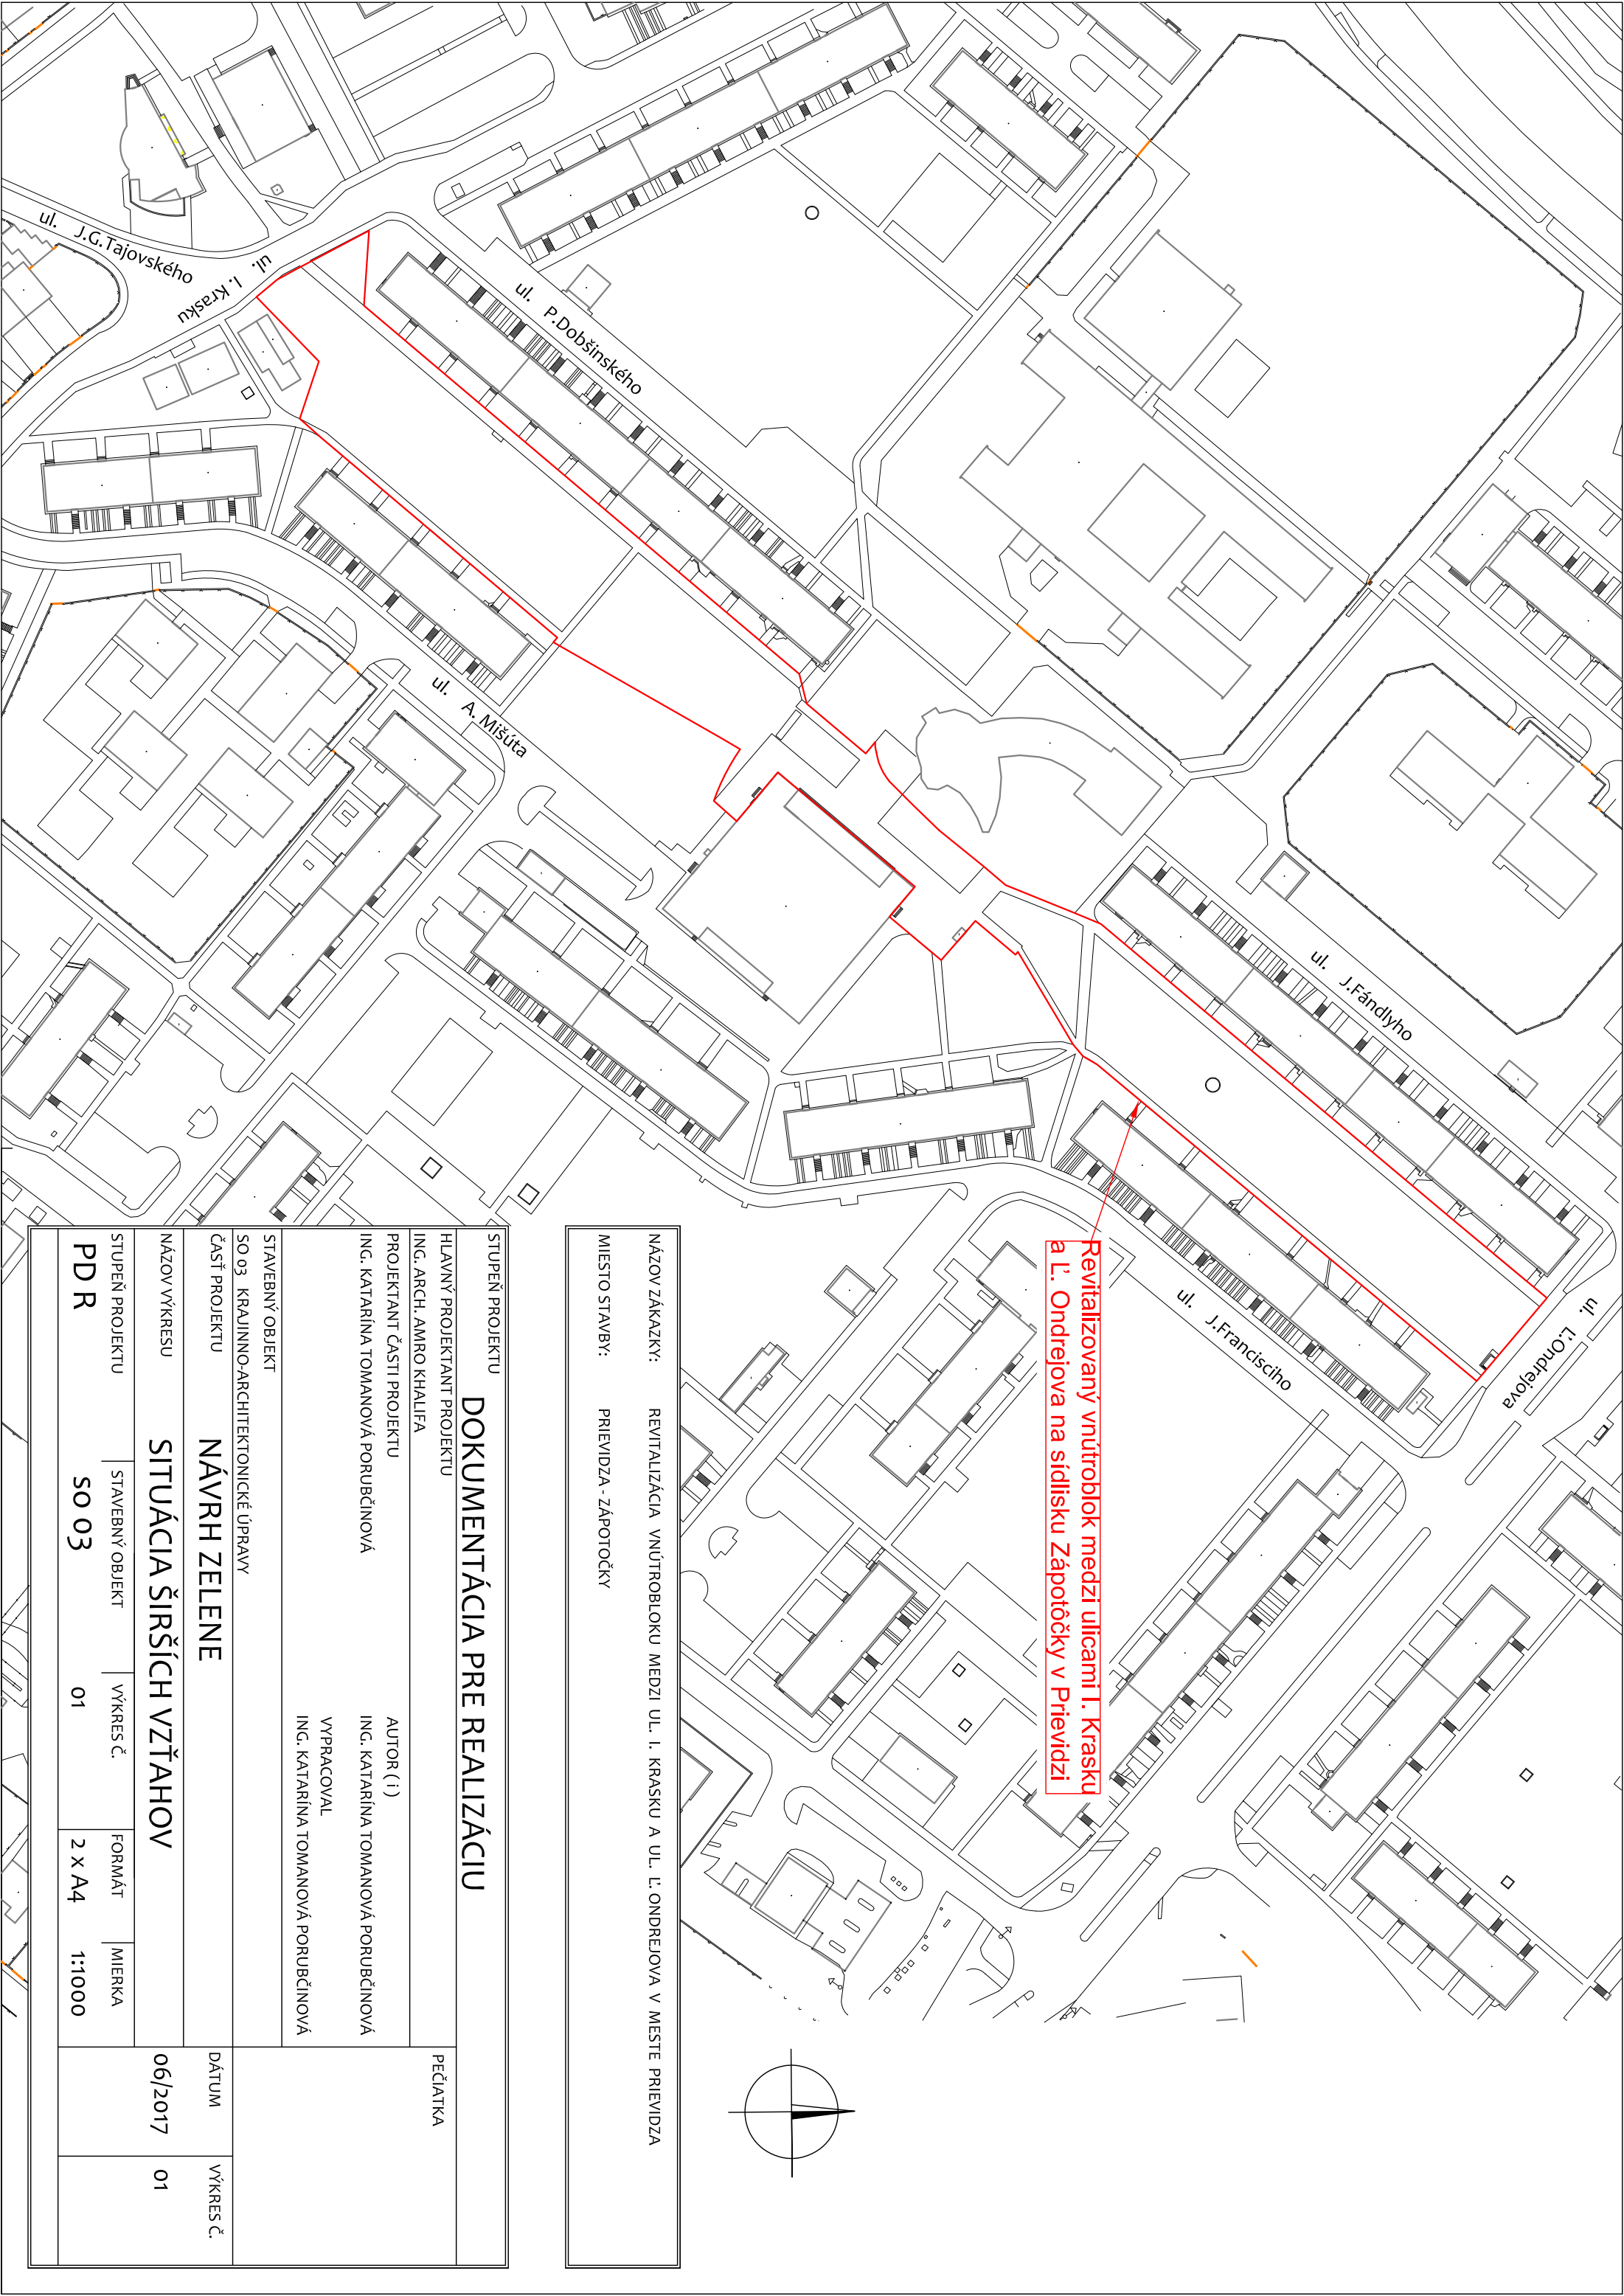 ul. J.G.Tajovského
ul. I. Krasku
ul. P.Dobšinského
ul. A. Mišúta
ul. J.Fándlyho
ul. J.Francisciho
ul. Ľ.Ondrejova
Revitalizovaný vnútroblok medzi ulicami I. Krasku
a Ľ. Ondrejova na sídlisku Zápotôčky v Prievidzi
NÁZOV ZÁKAZKY: REVITALIZÁCIA VNÚTROBLOKU MEDZI UL. I. KRASKU A UL. Ľ. ONDREJOVA V MESTE PRIEVIDZA
MIESTO STAVBY: PRIEVIDZA - ZÁPOTOČKY
STUPEŇ PROJEKTU
DOKUMENTÁCIA PRE REALIZÁCIU
HLAVNÝ PROJEKTANT PROJEKTU
ING. ARCH. AMRO KHALIFA
PEČIATKA
PROJEKTANT ČASTI PROJEKTU
ING. KATARÍNA TOMANOVÁ PORUBČINOVÁ
AUTOR ( i )
ING. KATARÍNA TOMANOVÁ PORUBČINOVÁ
VYPRACOVAL
ING. KATARÍNA TOMANOVÁ PORUBČINOVÁ
STAVEBNÝ OBJEKT
SO 03 KRAJINNO-ARCHITEKTONICKÉ ÚPRAVY
ČASŤ PROJEKTU
NÁVRH ZELENE
DÁTUM
VÝKRES Č.
NÁZOV VÝKRESU
SITUÁCIA ŠIRŠÍCH VZŤAHOV
06/2017
01
STUPEŇ PROJEKTU
STAVEBNÝ OBJEKT
VÝKRES Č.
FORMÁT
MIERKA
PD R
SO 03
01
2 x A4
1:1000